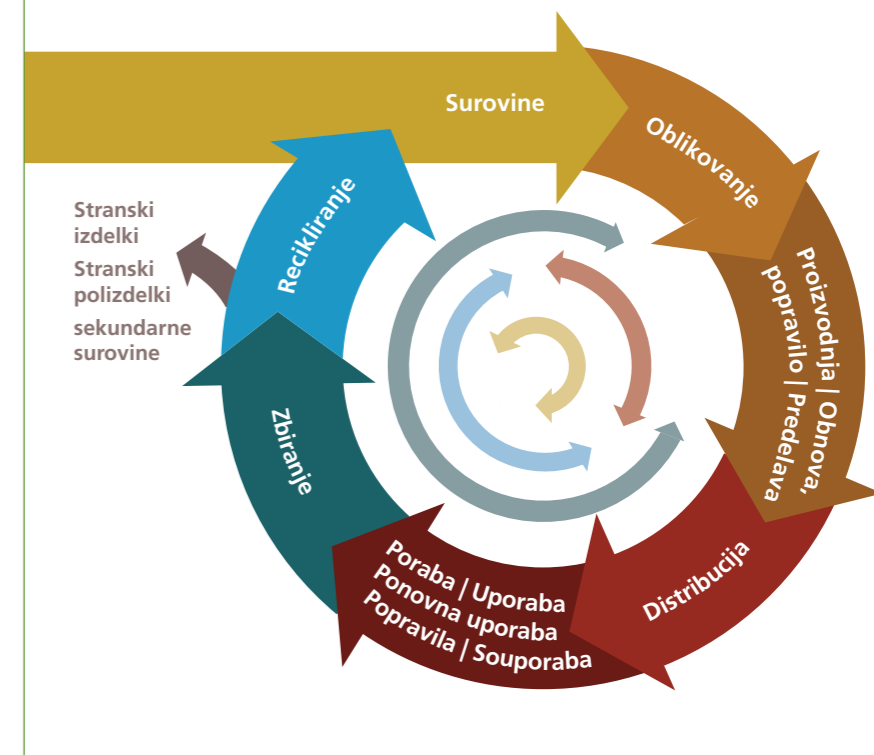 Surovine
Oblikovanje
Proizvodnja | Obnova,
popravilo | Predelava
Distribucija
Poraba | Uporaba
Ponovna uporaba
Popravila | Souporaba
Zbiranje
Recikliranje
Stranski
izdelki
Stranski
polizdelki
sekundarne
surovine